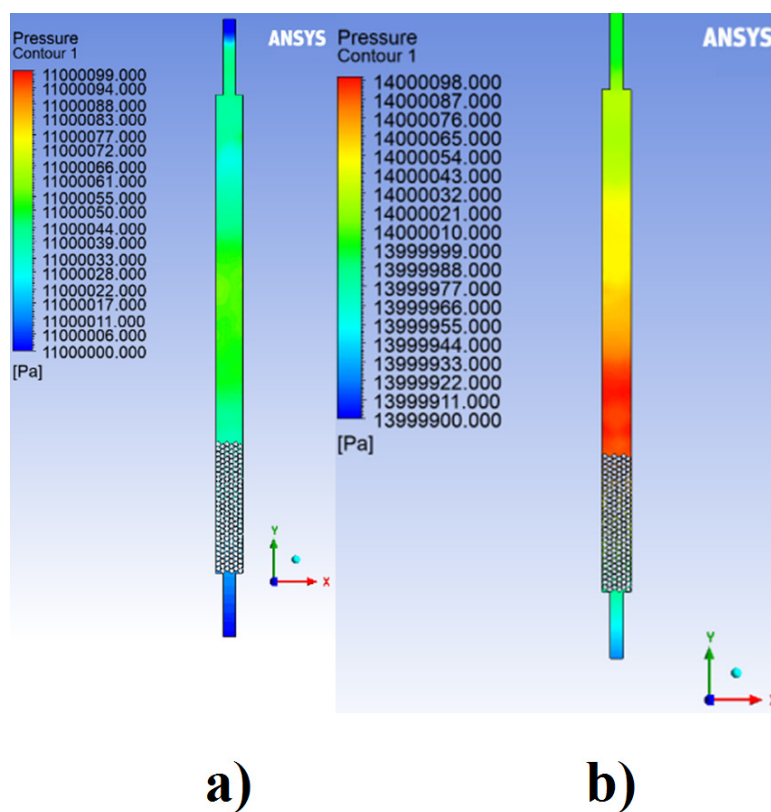 Pressure
Contour 1
ANSYS
11000099.000
11000094.000
11000088.000
11000083.000
11000077.000
11000072.000
11000066.000
11000061.000
11000055.000
11000050.000
11000044.000
11000039.000
11000033.000
11000028.000
11000022.000
11000017.000
11000011.000
11000006.000
11000000.000
[Pa]
Y
X
a)
Pressure
Contour 1
ANSYS
14000098.000
14000087.000
14000076.000
14000065.000
14000054.000
14000043.000
14000032.000
14000021.000
14000010.000
13999999.000
13999988.000
13999977.000
13999966.000
13999955.000
13999944.000
13999933.000
13999922.000
13999911.000
13999900.000
[Pa]
Y
X
b)